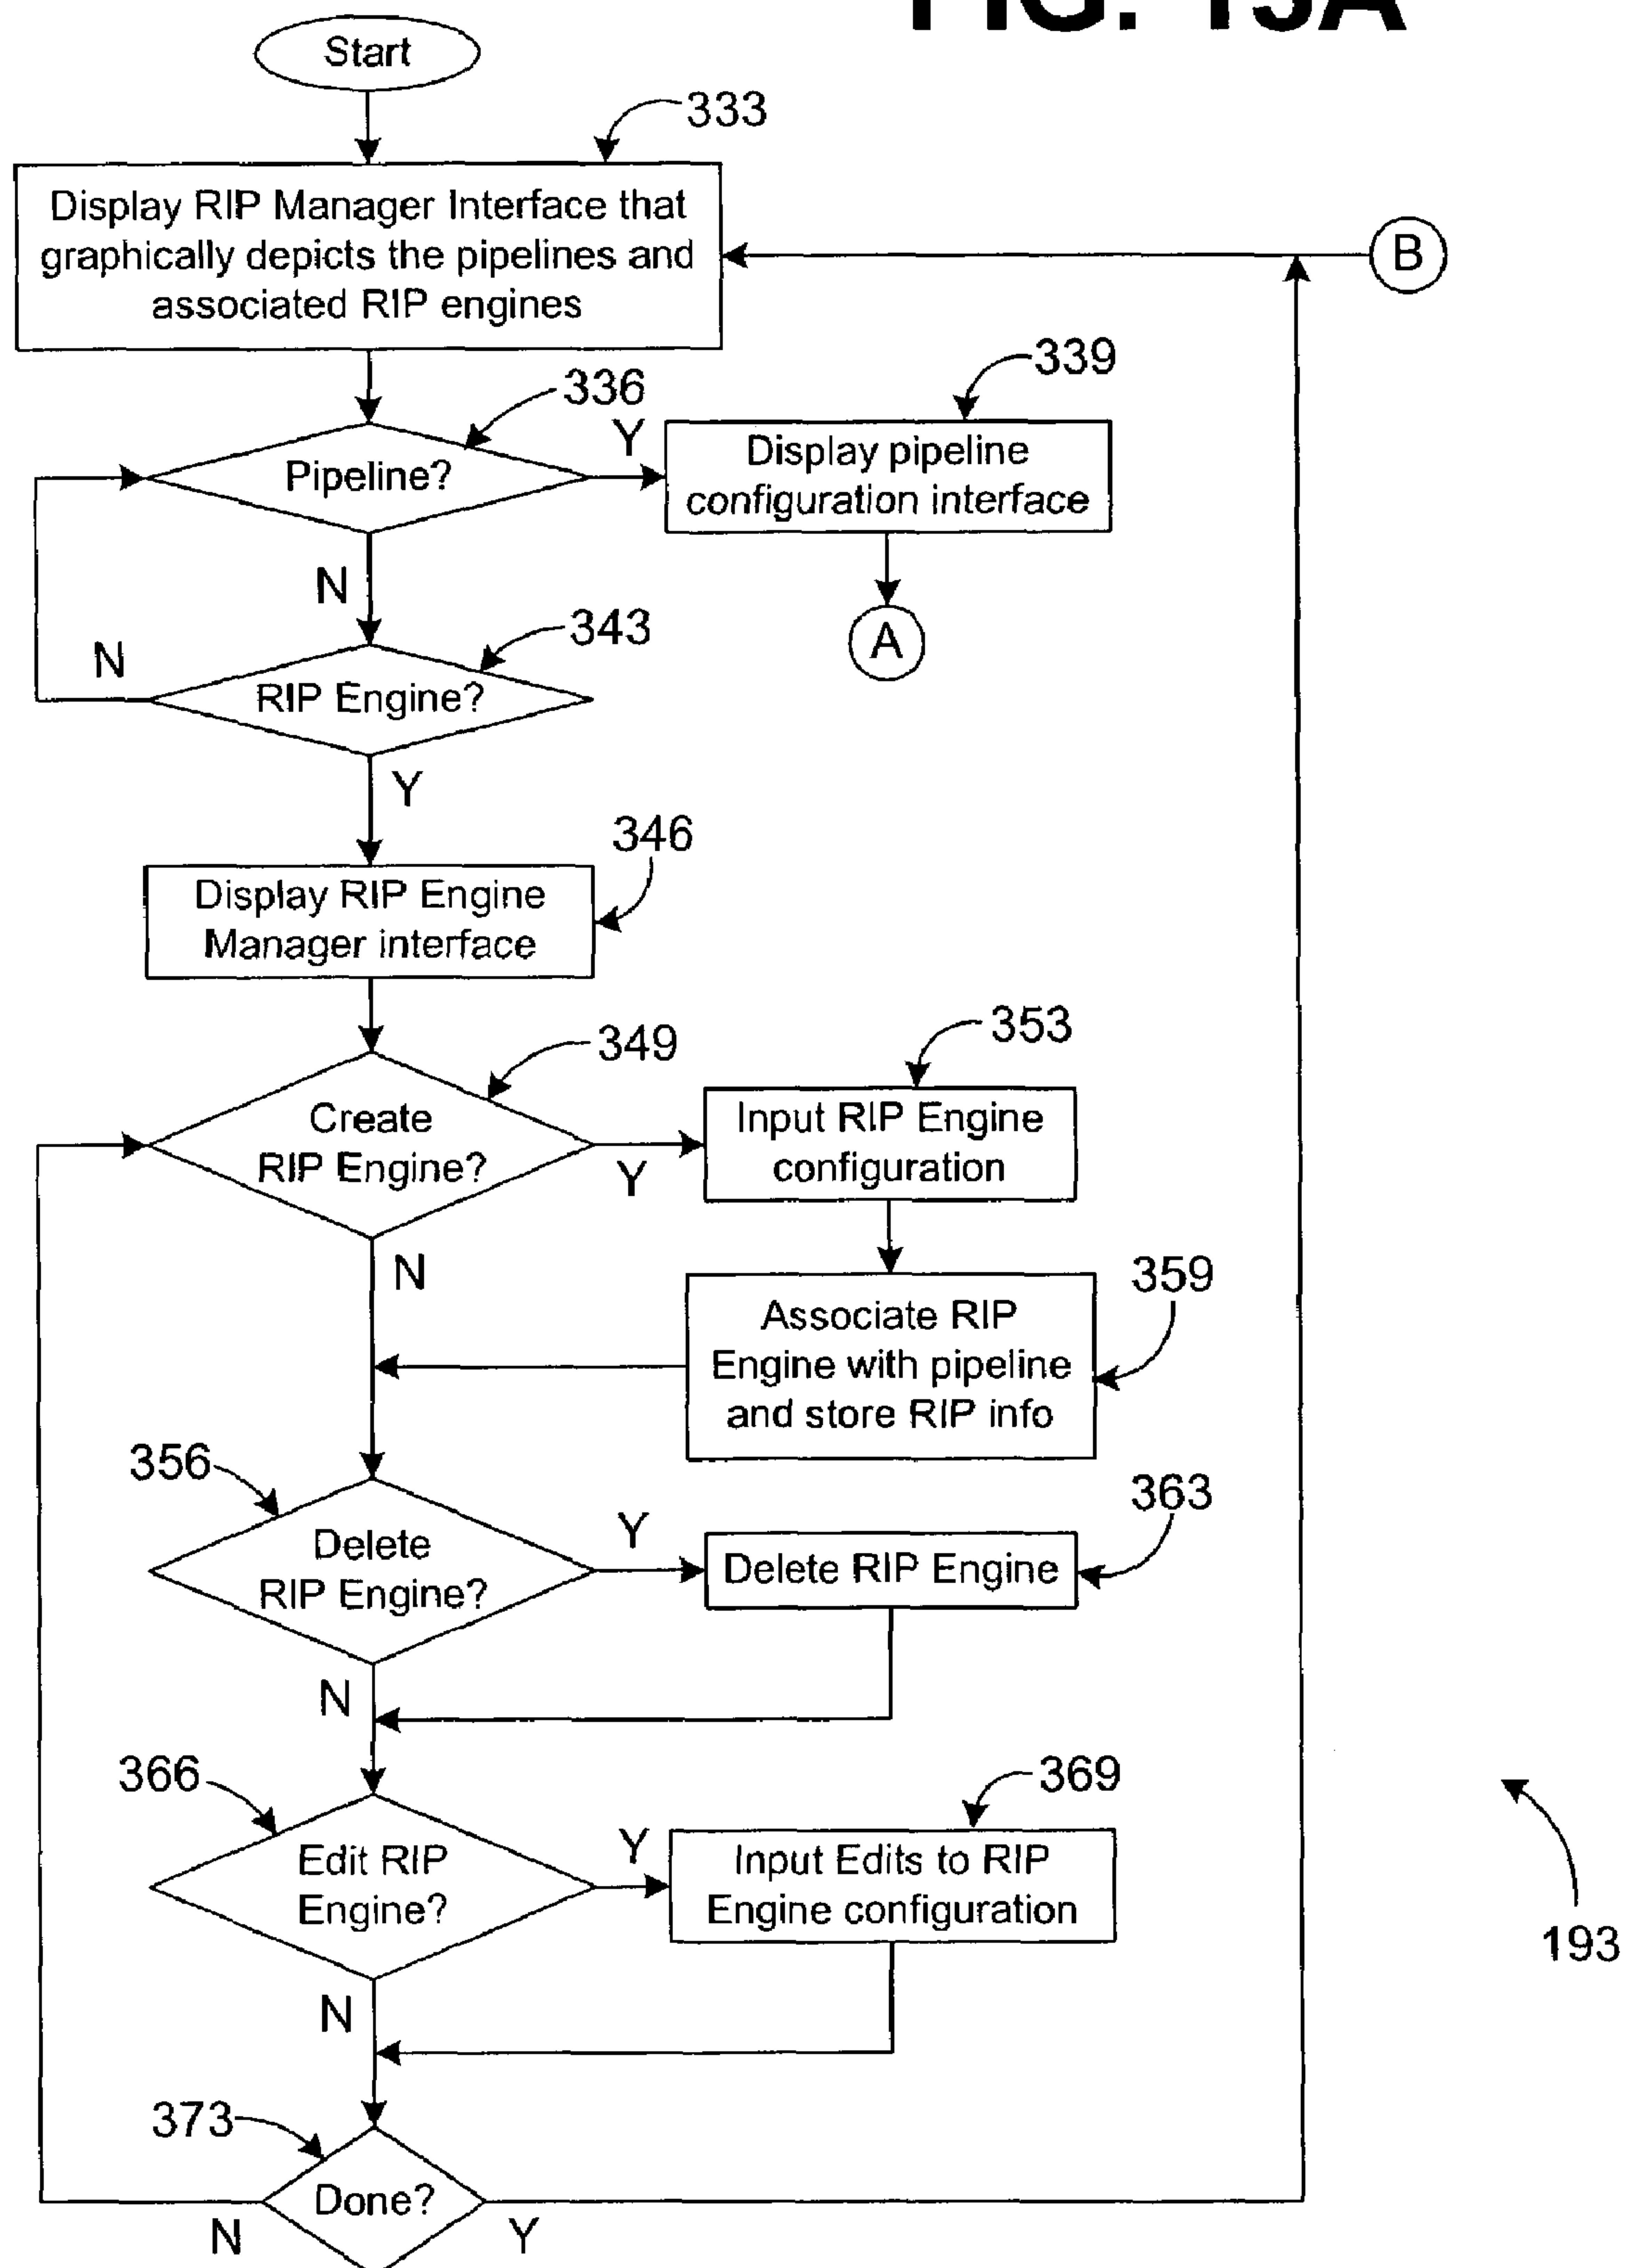 FIG. 13A
Start
333
Display RIP Manager Interface that
graphically depicts the pipelines and
associated RIP engines
B
336
Pipeline?
Y
339
Display pipeline
configuration interface
N
A
343
RIP Engine?
N
Y
346
Display RIP Engine
Manager interface
349
Create
RIP Engine?
Y
353
Input RIP Engine
configuration
N
359
Associate RIP
Engine with pipeline
and store RIP info
356
Delete
RIP Engine?
Y
363
Delete RIP Engine
N
366
Edit RIP
Engine?
Y
369
Input Edits to RIP
Engine configuration
193
N
373
Done?
N
Y